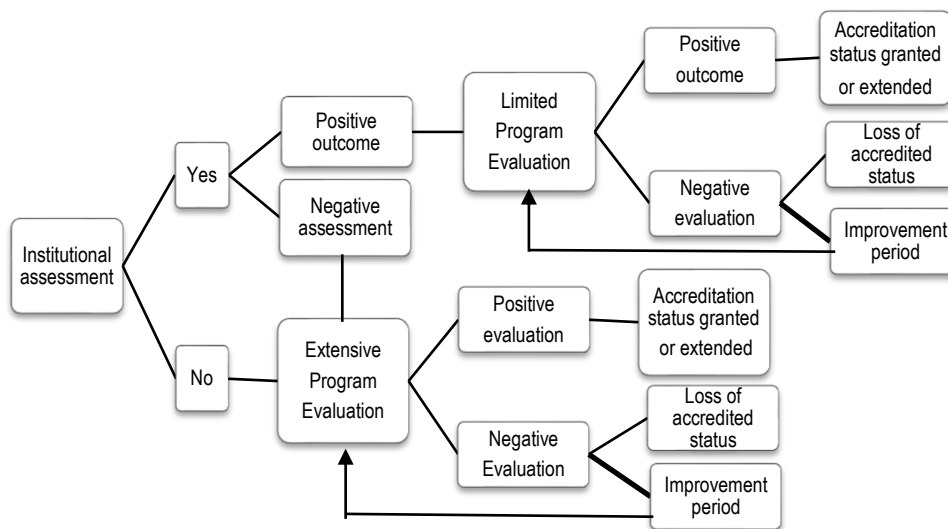 Institutional
assessment
Yes
No
Positive
outcome
Negative
assessment
Extensive
Program
Evaluation
Limited
Program
Evaluation
Positive
outcome
Negative
evaluation
Accreditation
status granted
or extended
Loss of
accredited
status
Improvement
period
Positive
evaluation
Negative
Evaluation
Accreditation
status granted
or extended
Loss of
accredited
status
Improvement
period